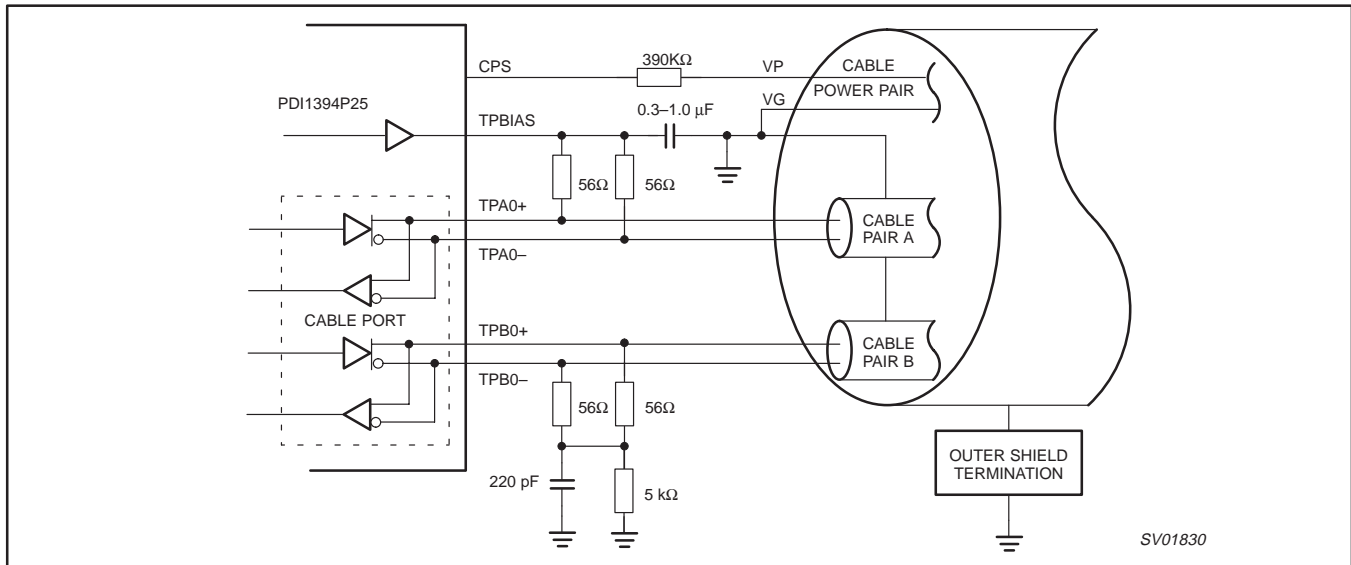 CPS
390KΩ
VP
CABLE
POWER PAIR
PDI1394P25
VG
0.3–1.0 μF
TPBIAS
56Ω
56Ω
TPA0+
CABLE
PAIR A
TPA0–
CABLE PORT
TPB0+
CABLE
PAIR B
TPB0–
56Ω
56Ω
OUTER SHIELD
TERMINATION
220 pF
5 kΩ
SV01830